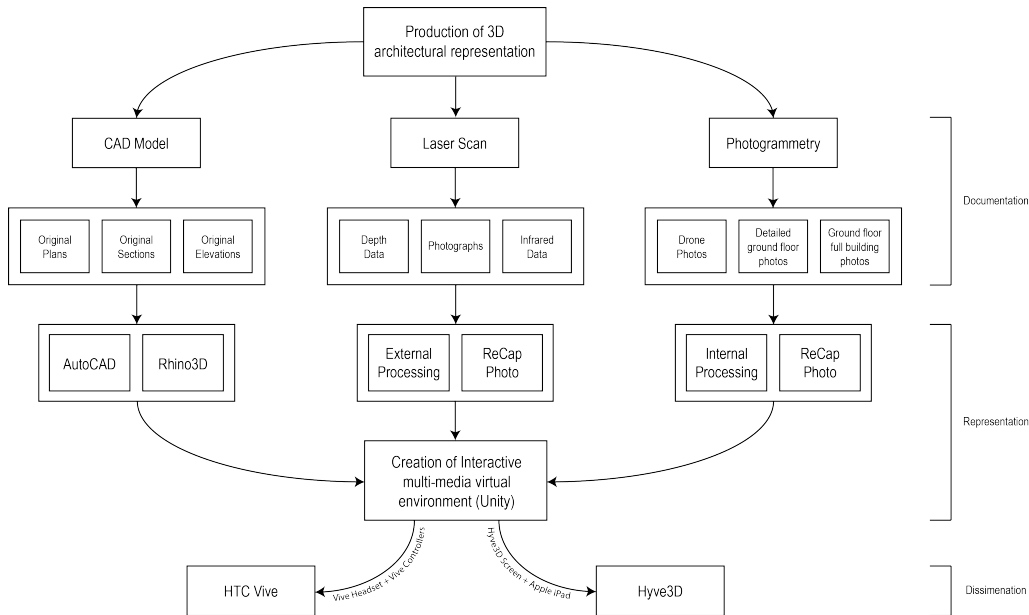 Production of 3D
architectural representation
CAD Model
Laser Scan
Photogrammetry
Documentation
Original
Plans
Original
Sections
Original
Elevations
Depth
Data
Photographs
Infrared
Data
Drone
Photos
Detailed
ground floor
photos
Ground floor
full building
photos
AutoCAD
Rhino3D
External
Processing
ReCap
Photo
Internal
Processing
ReCap
Photo
Representation
Creation of Interactive
multi-media virtual
environment (Unity)
Vive Headset + Vive Controllers
Hyve3D Screen + Apple iPad
HTC Vive
Hyve3D
Dissimenation